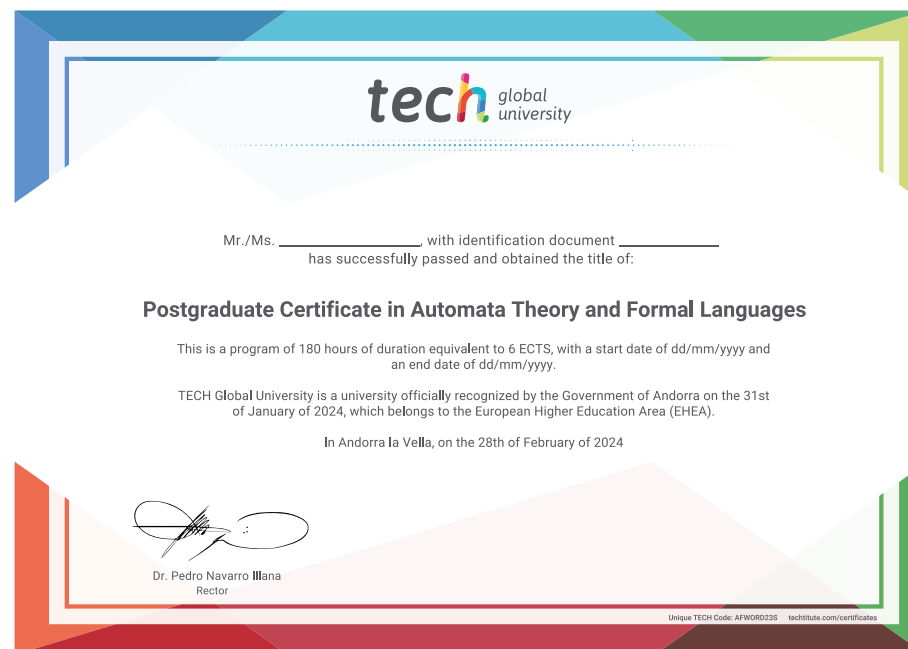 tech global university
Mr./Ms. ____________________, with identification document ______________
has successfully passed and obtained the title of:
Postgraduate Certificate in Automata Theory and Formal Languages
This is a program of 180 hours of duration equivalent to 6 ECTS, with a start date of dd/mm/yyyy and
an end date of dd/mm/yyyy.
TECH Global University is a university officially recognized by the Government of Andorra on the 31st
of January of 2024, which belongs to the European Higher Education Area (EHEA).
In Andorra la Vella, on the 28th of February of 2024
Dr. Pedro Navarro Illana
Rector
Unique TECH Code: AFWORD23S techtitute.com/certificates